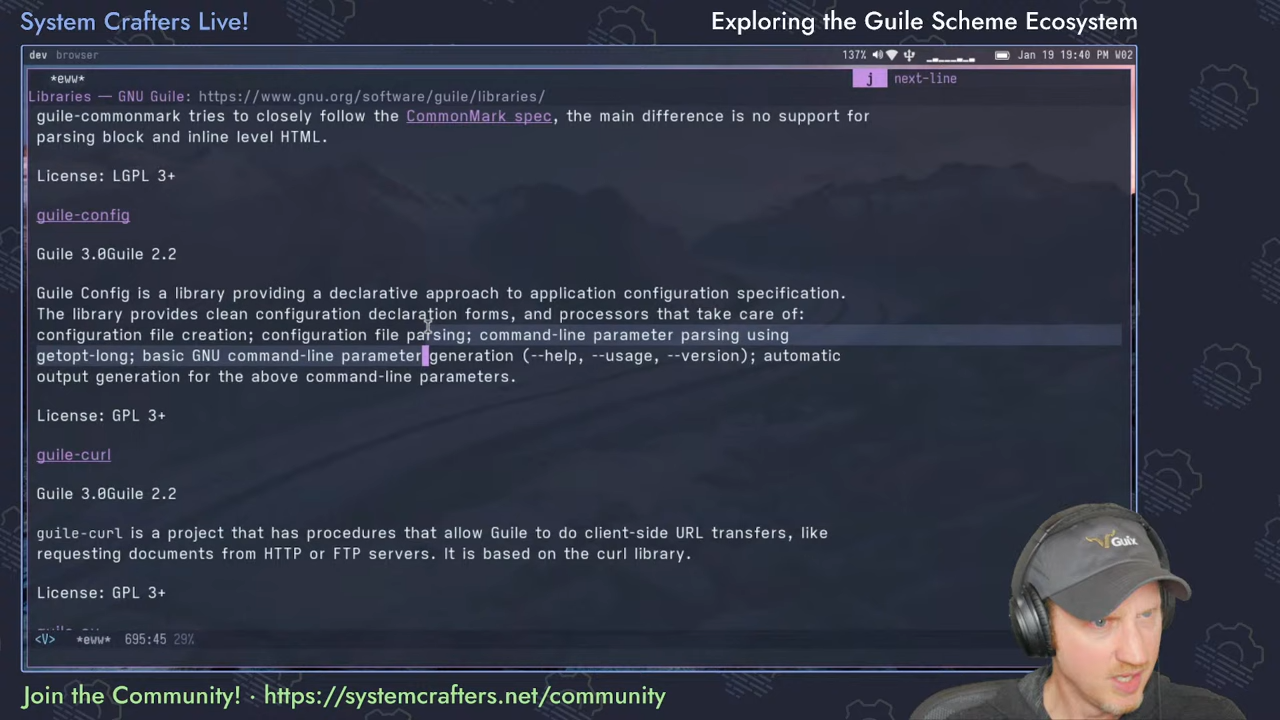 System Crafters Live!
Exploring the Guile Scheme Ecosystem
dev browser
137%
Jan 19 19:40 PM W02
*eww*
j next-line
Libraries — GNU Guile: https://www.gnu.org/software/guile/libraries/
guile-commonmark tries to closely follow the CommonMark spec, the main difference is no support for
parsing block and inline level HTML.
License: LGPL 3+
guile-config
Guile 3.0Guile 2.2
Guile Config is a library providing a declarative approach to application configuration specification.
The library provides clean configuration declaration forms, and processors that take care of:
configuration file creation; configuration file parsing; command-line parameter parsing using
getopt-long; basic GNU command-line parameter generation (--help, --usage, --version); automatic
output generation for the above command-line parameters.
License: GPL 3+
guile-curl
Guile 3.0Guile 2.2
guile-curl is a project that has procedures that allow Guile to do client-side URL transfers, like
requesting documents from HTTP or FTP servers. It is based on the curl library.
License: GPL 3+
<V> *eww* 695:45 29%
Guix
Join the Community! · https://systemcrafters.net/community